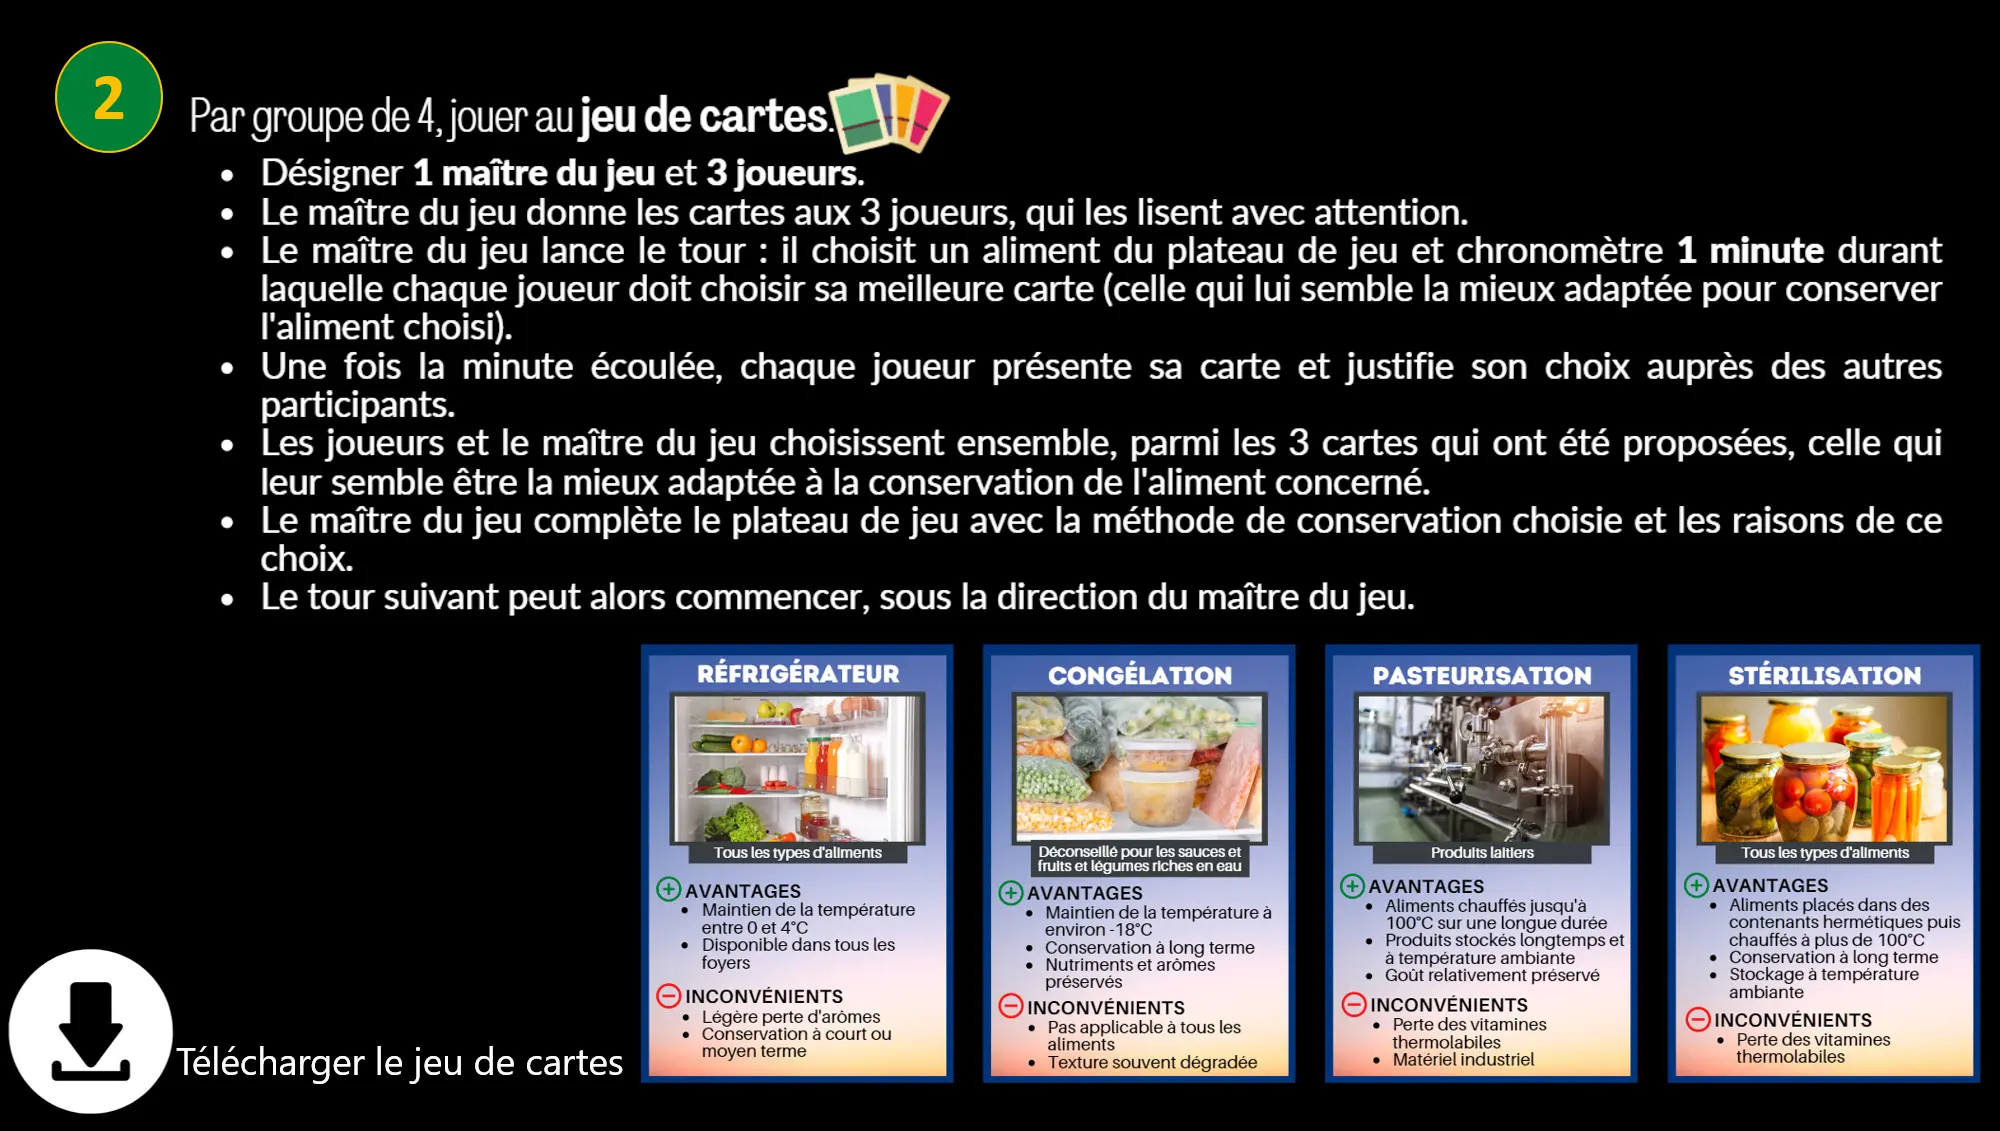 2
Par groupe de 4, jouer au jeu de cartes.
• Désigner 1 maître du jeu et 3 joueurs.
• Le maître du jeu donne les cartes aux 3 joueurs, qui les lisent avec attention.
• Le maître du jeu lance le tour : il choisit un aliment du plateau de jeu et chronomètre 1 minute durant
laquelle chaque joueur doit choisir sa meilleure carte (celle qui lui semble la mieux adaptée pour conserver
l'aliment choisi).
• Une fois la minute écoulée, chaque joueur présente sa carte et justifie son choix auprès des autres
participants.
• Les joueurs et le maître du jeu choisissent ensemble, parmi les 3 cartes qui ont été proposées, celle qui
leur semble être la mieux adaptée à la conservation de l'aliment concerné.
• Le maître du jeu complète le plateau de jeu avec la méthode de conservation choisie et les raisons de ce
choix.
• Le tour suivant peut alors commencer, sous la direction du maître du jeu.
RÉFRIGÉRATEUR
Tous les types d'aliments
AVANTAGES
• Maintien de la température
entre 0 et 4°C
• Disponible dans tous les
foyers
INCONVÉNIENTS
• Légère perte d'arômes
• Conservation à court ou
moyen terme
CONGÉLATION
Déconseillé pour les sauces et
fruits et légumes riches en eau
AVANTAGES
• Maintien de la température à
environ -18°C
• Conservation à long terme
• Nutriments et arômes
préservés
INCONVÉNIENTS
• Pas applicable à tous les
aliments
• Texture souvent dégradée
PASTEURISATION
Produits laitiers
AVANTAGES
• Aliments chauffés jusqu'à
100°C sur une longue durée
• Produits stockés longtemps et
à température ambiante
• Goût relativement préservé
INCONVÉNIENTS
• Perte des vitamines
thermolabiles
• Matériel industriel
STÉRILISATION
Tous les types d'aliments
AVANTAGES
• Aliments placés dans des
contenants hermétiques puis
chauffés à plus de 100°C
• Conservation à long terme
• Stockage à température
ambiante
INCONVÉNIENTS
• Perte des vitamines
thermolabiles
Télécharger le jeu de cartes